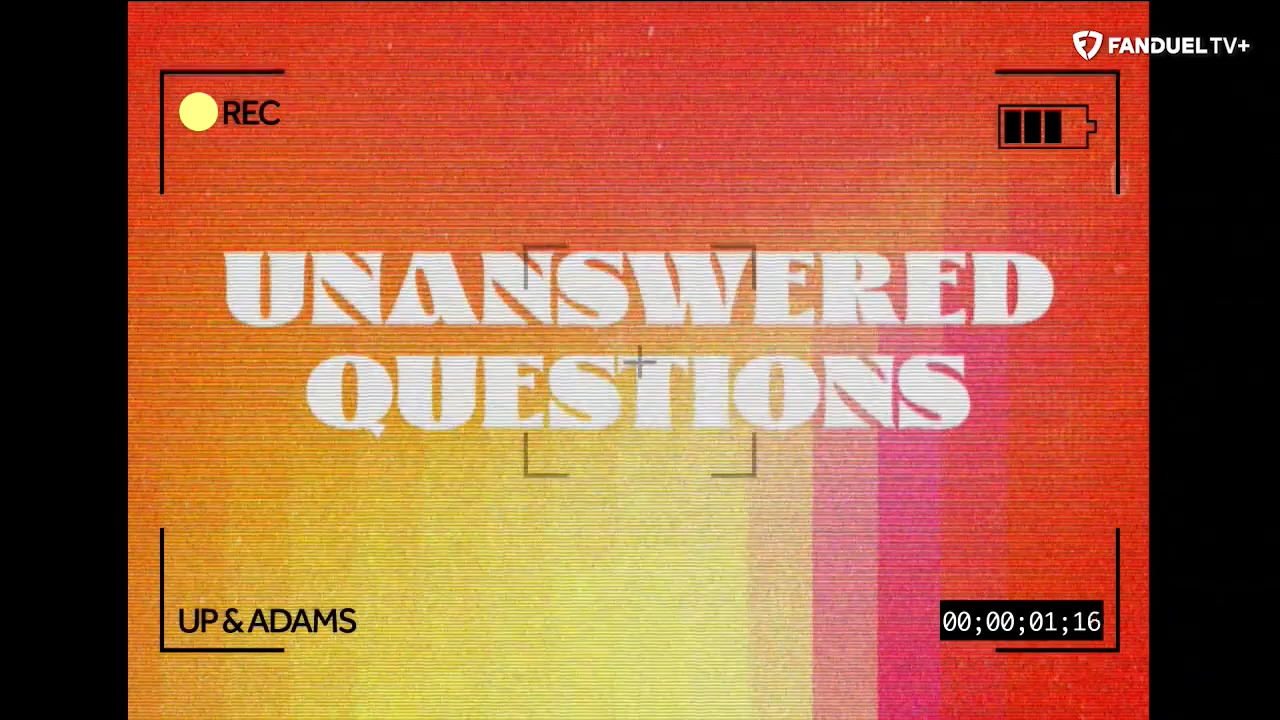 FANDUEL TV+
REC
UNANSWERED
QUESTIONS
UP & ADAMS
00;00;01;16